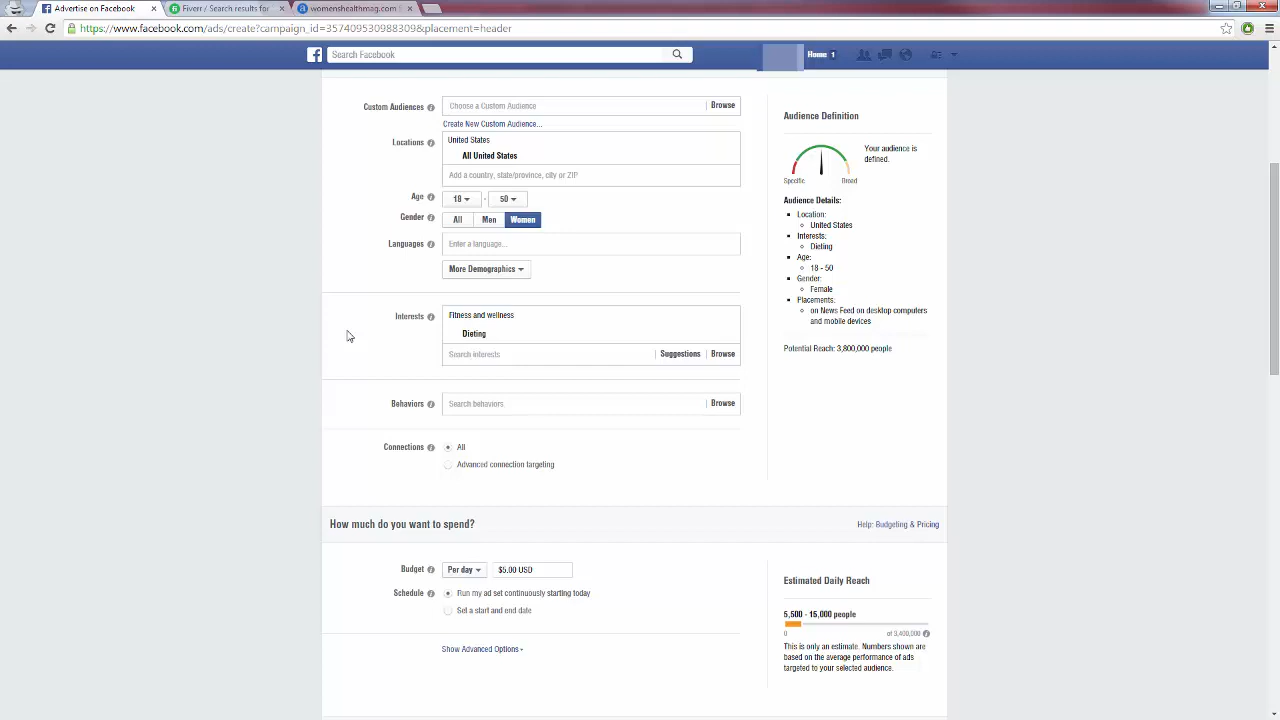 Advertise on Facebook
Fiverr / Search results for
womenshealthmag.com
https://www.facebook.com/ads/create?campaign_id=357409530988309&placement=header
Search Facebook
Home 1
Custom Audiences
Choose a Custom Audience
Browse
Create New Custom Audience...
Locations
United States
All United States
Add a country, state/province, city or ZIP
Age
18 - 50
Gender
All Men Women
Languages
Enter a language...
More Demographics
Interests
Fitness and wellness
Dieting
Search interests
Suggestions Browse
Behaviors
Search behaviors
Browse
Connections
All
Advanced connection targeting
Audience Definition
Your audience is
defined.
Specific Broad
Audience Details:
Location:
United States
Interests:
Dieting
Age:
18 - 50
Gender:
Female
Placements:
on News Feed on desktop computers
and mobile devices
Potential Reach: 3,800,000 people
How much do you want to spend?
Help: Budgeting & Pricing
Budget
Per day
$5.00 USD
Schedule
Run my ad set continuously starting today
Set a start and end date
Show Advanced Options
Estimated Daily Reach
5,500 - 15,000 people
0 of 3,400,000
This is only an estimate. Numbers shown are
based on the average performance of ads
targeted to your selected audience.